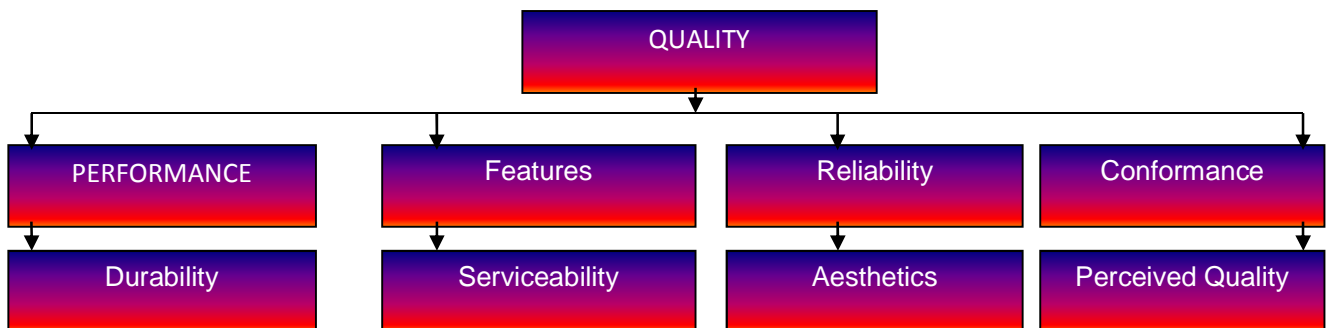 QUALITY
PERFORMANCE
Features
Reliability
Conformance
Durability
Serviceability
Aesthetics
Perceived Quality